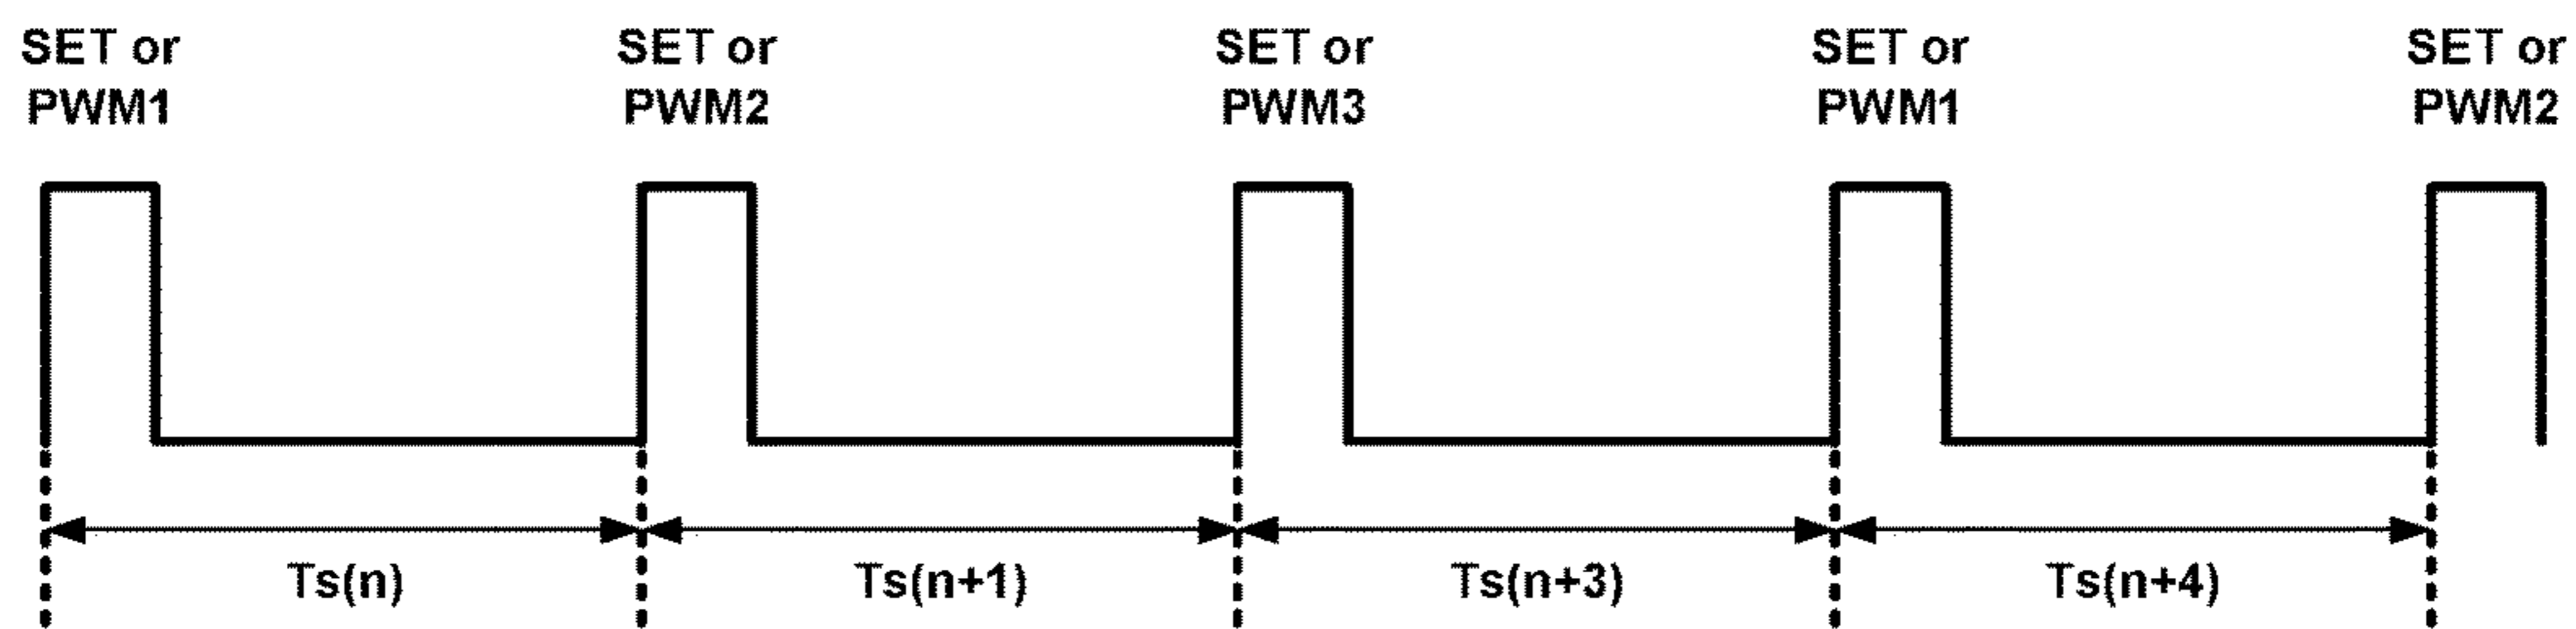 SET or
PWM1
SET or
PWM2
SET or
PWM3
SET or
PWM1
SET or
PWM2
Ts(n)
Ts(n+1)
Ts(n+3)
Ts(n+4)